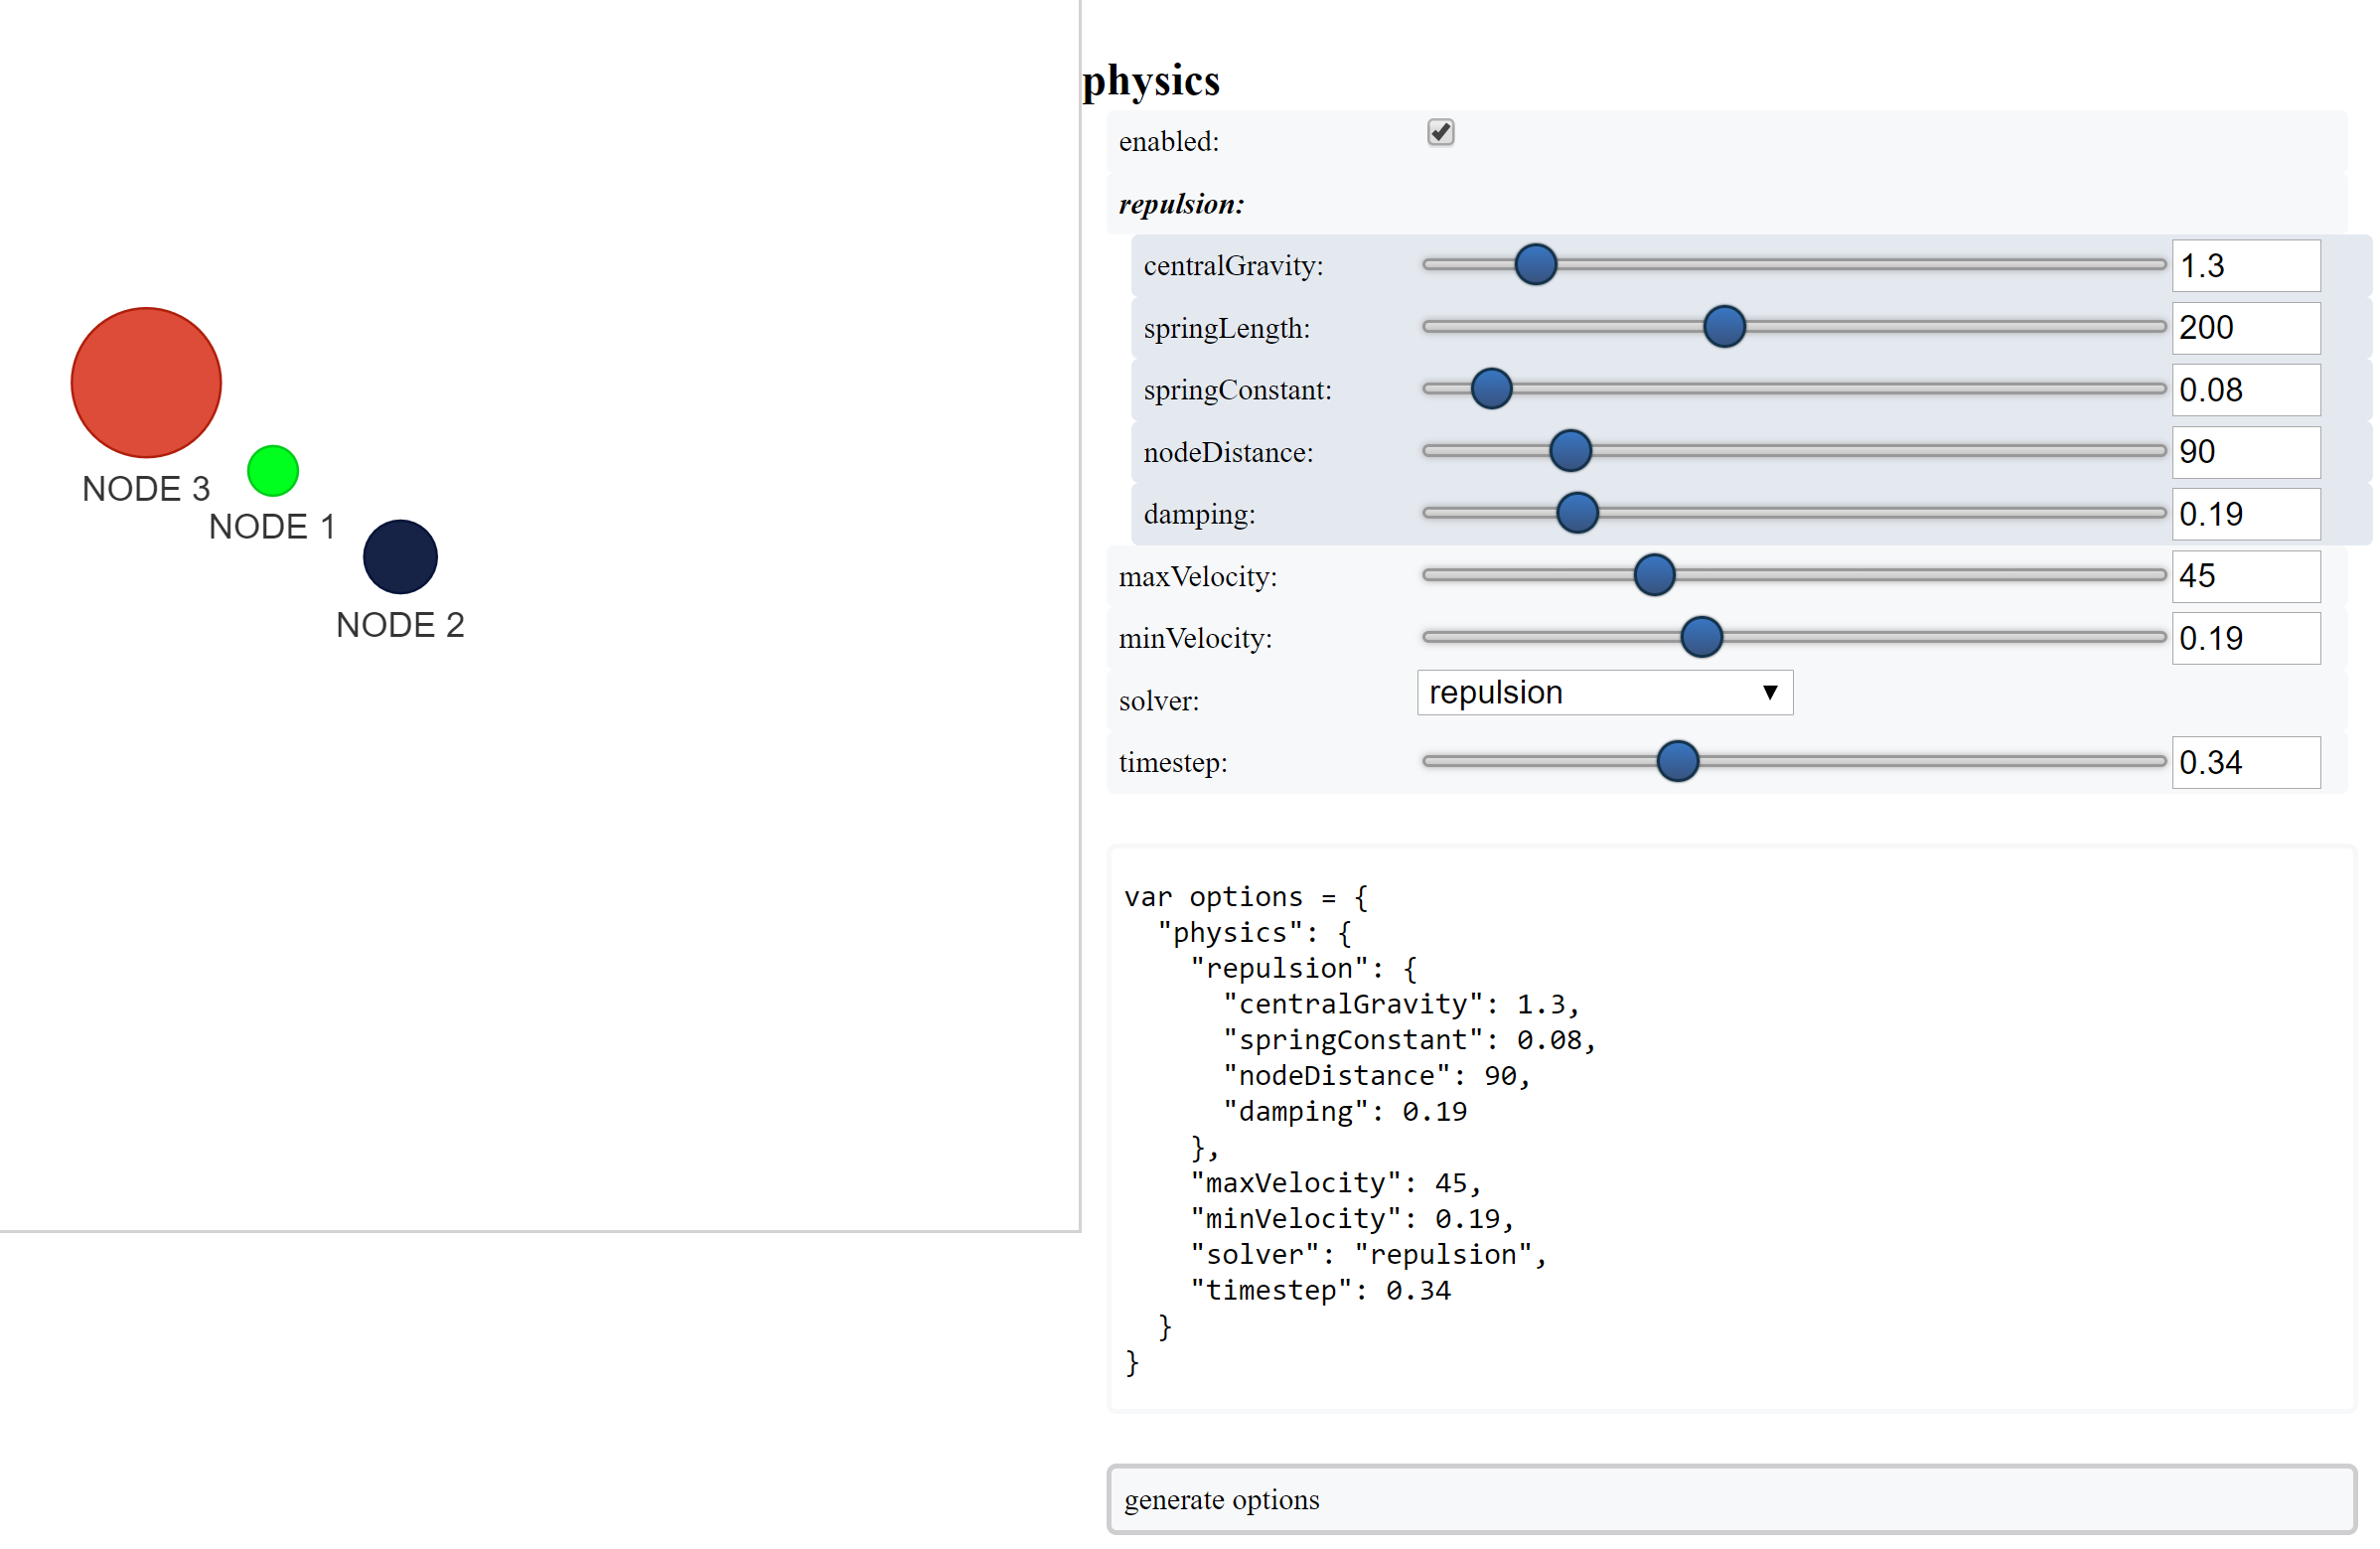 NODE 3
NODE 1
NODE 2
physics
enabled:
repulsion:
centralGravity: 1.3
springLength: 200
springConstant: 0.08
nodeDistance: 90
damping: 0.19
maxVelocity: 45
minVelocity: 0.19
solver: repulsion
timestep: 0.34
var options = {
  "physics": {
    "repulsion": {
      "centralGravity": 1.3,
      "springConstant": 0.08,
      "nodeDistance": 90,
      "damping": 0.19
    },
    "maxVelocity": 45,
    "minVelocity": 0.19,
    "solver": "repulsion",
    "timestep": 0.34
  }
}
generate options